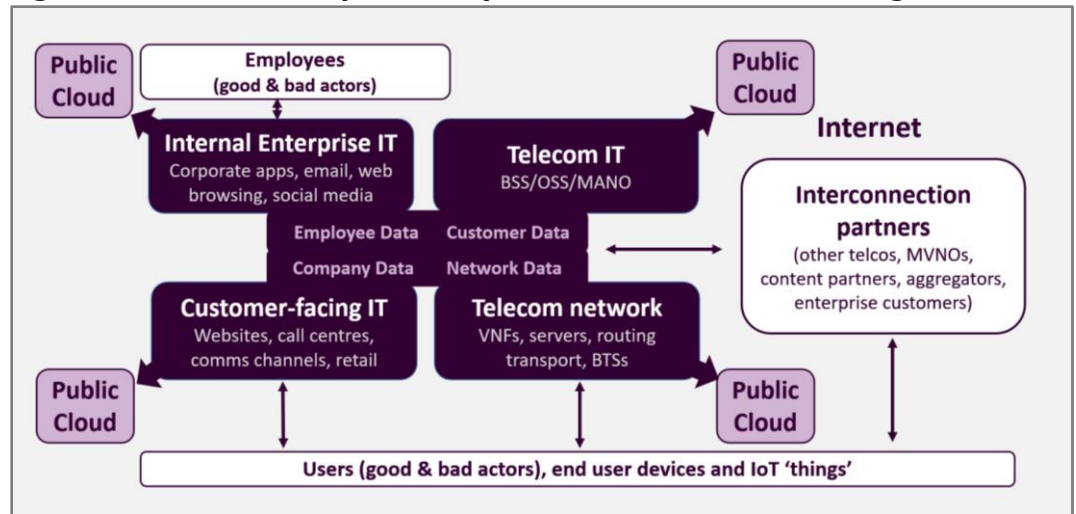 Public
Cloud
Employees
(good & bad actors)
Public
Cloud
Internet
Internal Enterprise IT
Corporate apps, email, web
browsing, social media
Telecom IT
BSS/OSS/MANO
Interconnection
partners
(other telcos, MVNOs,
content partners, aggregators,
enterprise customers)
Employee Data Customer Data
Company Data Network Data
Customer-facing IT
Websites, call centres,
comms channels, retail
Telecom network
VNFs, servers, routing
transport, BTSs
Public
Cloud
Public
Cloud
Users (good & bad actors), end user devices and IoT ‘things’